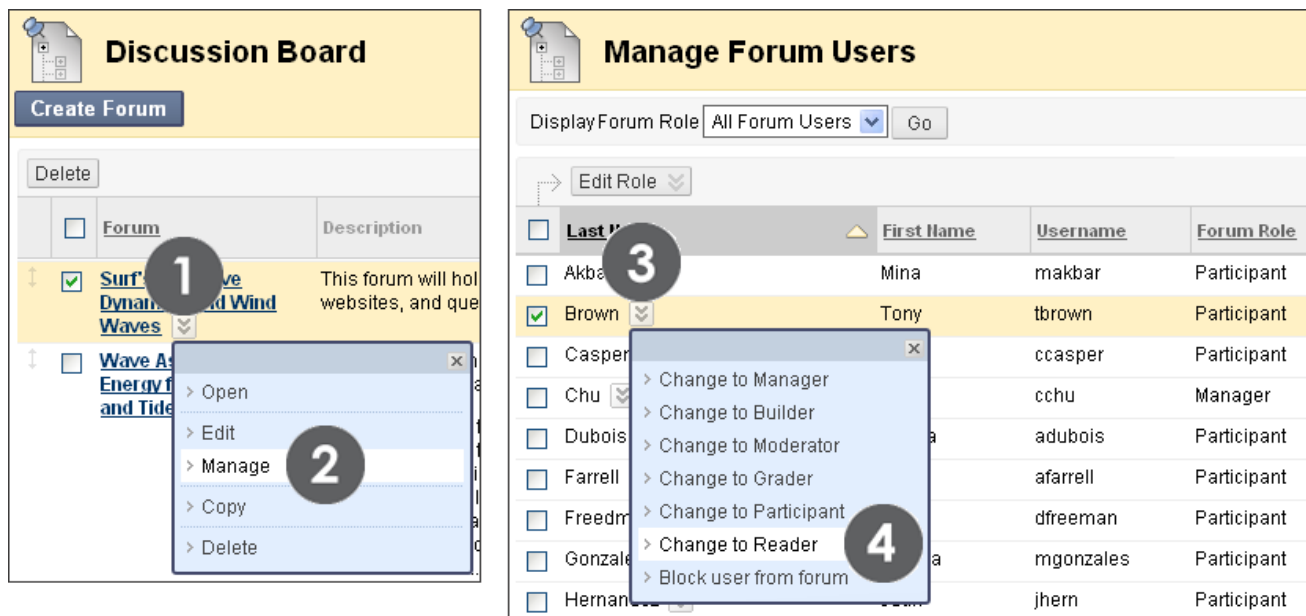 Discussion Board
Create Forum
Delete
Forum Description
1
Surf's ve This forum will hol
Dynam d Wind websites, and que
Waves
Wave As
Energy f
and Tide
Open
Edit
Manage 2
Copy
Delete
Manage Forum Users
Display Forum Role All Forum Users Go
Edit Role
Last First Name Username Forum Role
3
Akba Mina makbar Participant
Brown Tony tbrown Participant
Casper ccasper Participant
Chu cchu Manager
Dubois a adubois Participant
Farrell afarrell Participant
Freedm dfreeman Participant
Gonzale a mgonzales Participant
Hernan jhern Participant
Change to Manager
Change to Builder
Change to Moderator
Change to Grader
Change to Participant
Change to Reader 4
Block user from forum